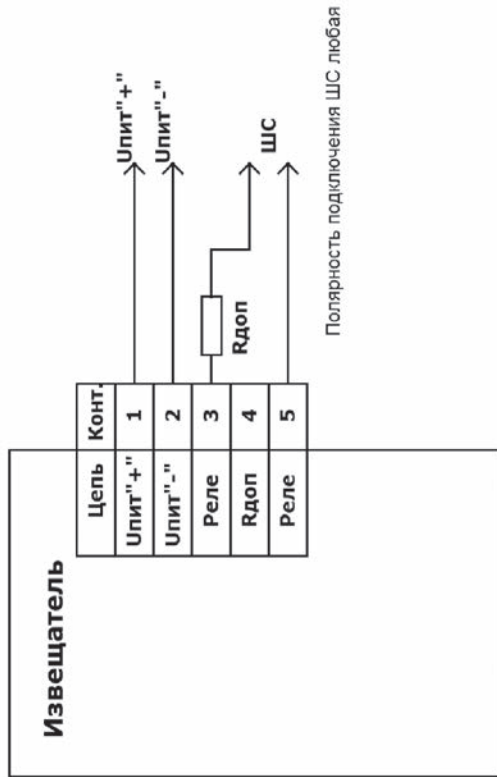 Извещатель
Цепь Конт.
Uпит"+" 1
Uпит"-" 2
Реле 3
Rдоп 4
Реле 5
Uпит"+"
Uпит"-"
Rдоп
ШС
Полярность подключения ШС любая